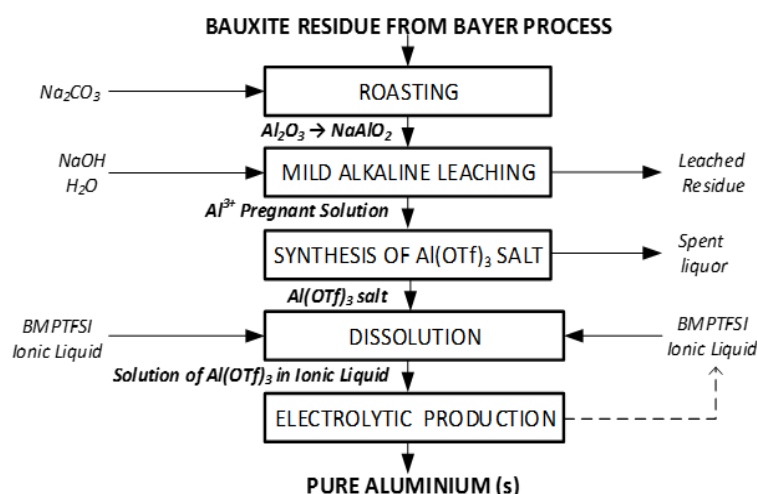 BAUXITE RESIDUE FROM BAYER PROCESS
Na₂CO₃
ROASTING
Al₂O₃ → NaAlO₂
NaOH
H₂O
MILD ALKALINE LEACHING
Leached
Residue
Al³⁺ Pregnant Solution
SYNTHESIS OF Al(OTf)₃ SALT
Spent
liquor
Al(OTf)₃ salt
BMPTFSI
Ionic Liquid
DISSOLUTION
BMPTFSI
Ionic Liquid
Solution of Al(OTf)₃ in Ionic Liquid
ELECTROLYTIC PRODUCTION
PURE ALUMINIUM (s)